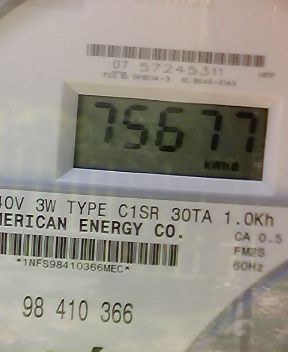 07 57245311
75677
kWh
40V 3W TYPE C1SR 30TA 1.0Kh
MERICAN ENERGY CO.
CA 0.5
*1NFS98410366MEC*
FM2S
60Hz
98 410 366